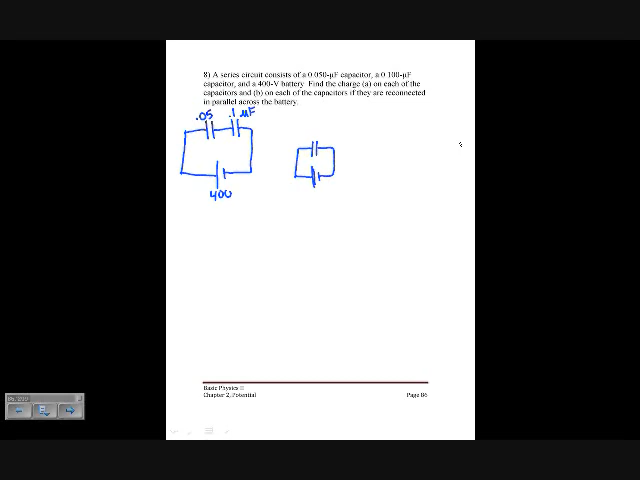 8) A series circuit consists of a 0 050-μF capacitor, a 0 100-μF
capacitor, and a 400-V battery  Find the charge (a) on each of the
capacitors and (b) on each of the capacitors if they are reconnected
in parallel across the battery.
.05 .1 μF
400
Basic Physics II
Chapter 2, Potential Page 86